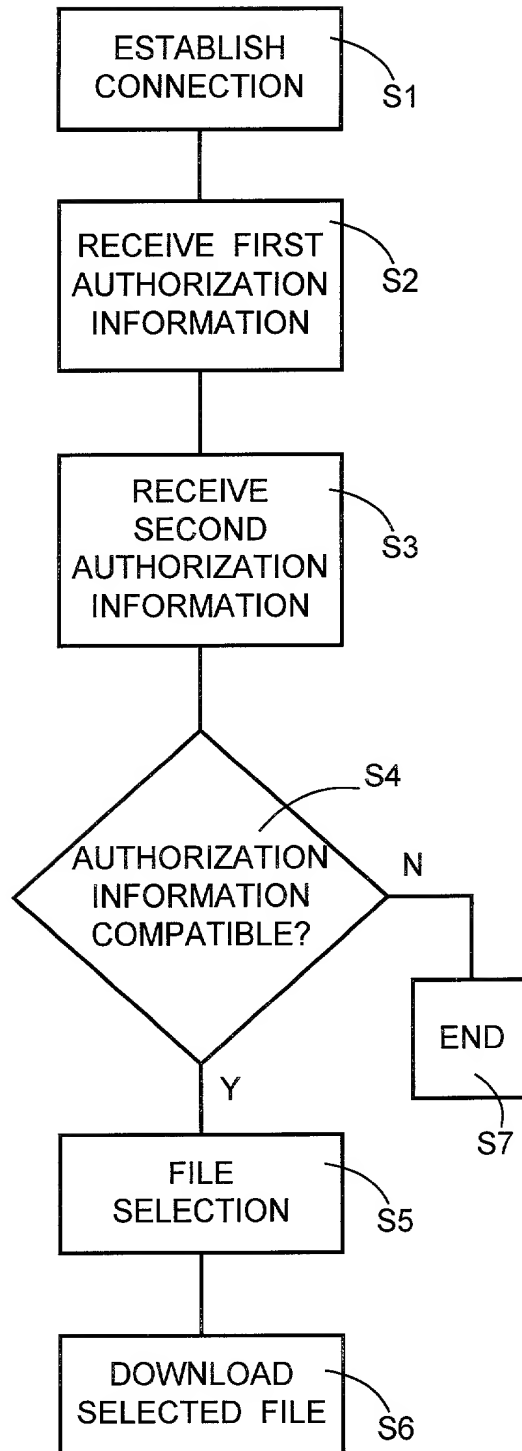 ESTABLISH
CONNECTION
S1
RECEIVE FIRST
AUTHORIZATION
INFORMATION
S2
RECEIVE
SECOND
AUTHORIZATION
INFORMATION
S3
S4
AUTHORIZATION
INFORMATION
COMPATIBLE?
N
END
S7
Y
FILE
SELECTION
S5
DOWNLOAD
SELECTED FILE
S6